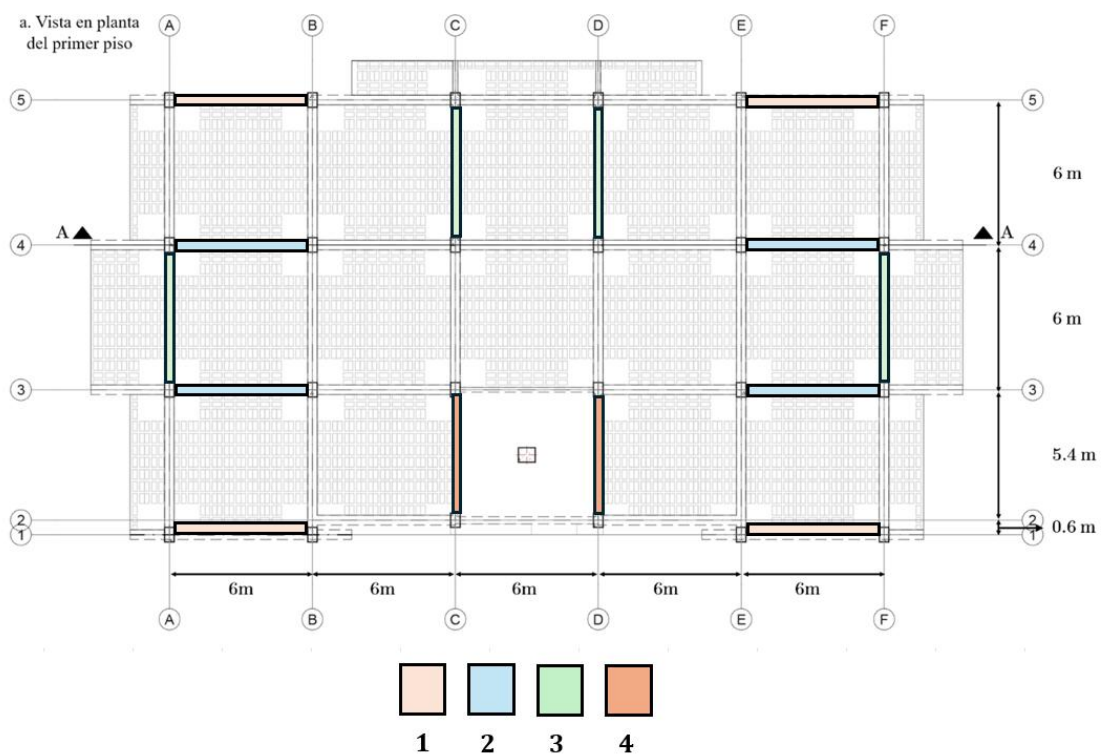 a. Vista en planta
del primer piso
A B C D E F
5 5
6 m
A A
4 4
6 m
3 3
5.4 m
2 2
0.6 m
1 1
6m 6m 6m 6m 6m
A B C D E F
1 2 3 4